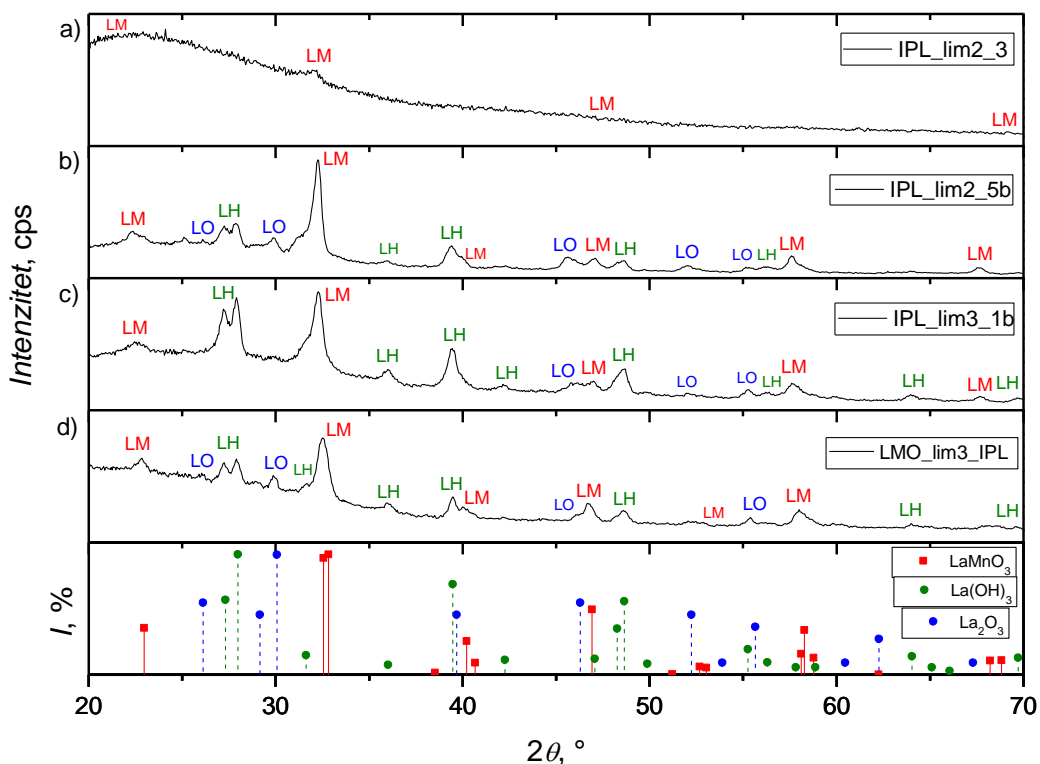 a) LM LM LM LM IPL_lim2_3
b) LM LO LH LO LM LH LH LM LO LM LH LO LO LH LM LM IPL_lim2_5b
c) LM LH LM LH LH LH LO LM LH LO LO LH LM LH LM LH IPL_lim3_1b
d) LM LO LH LO LH LM LH LH LM LO LM LH LM LO LM LH LH LMO_lim3_IPL
Intenzitet, cps
LaMnO₃
La(OH)₃
La₂O₃
I, %
20 30 40 50 60 70
2θ, °